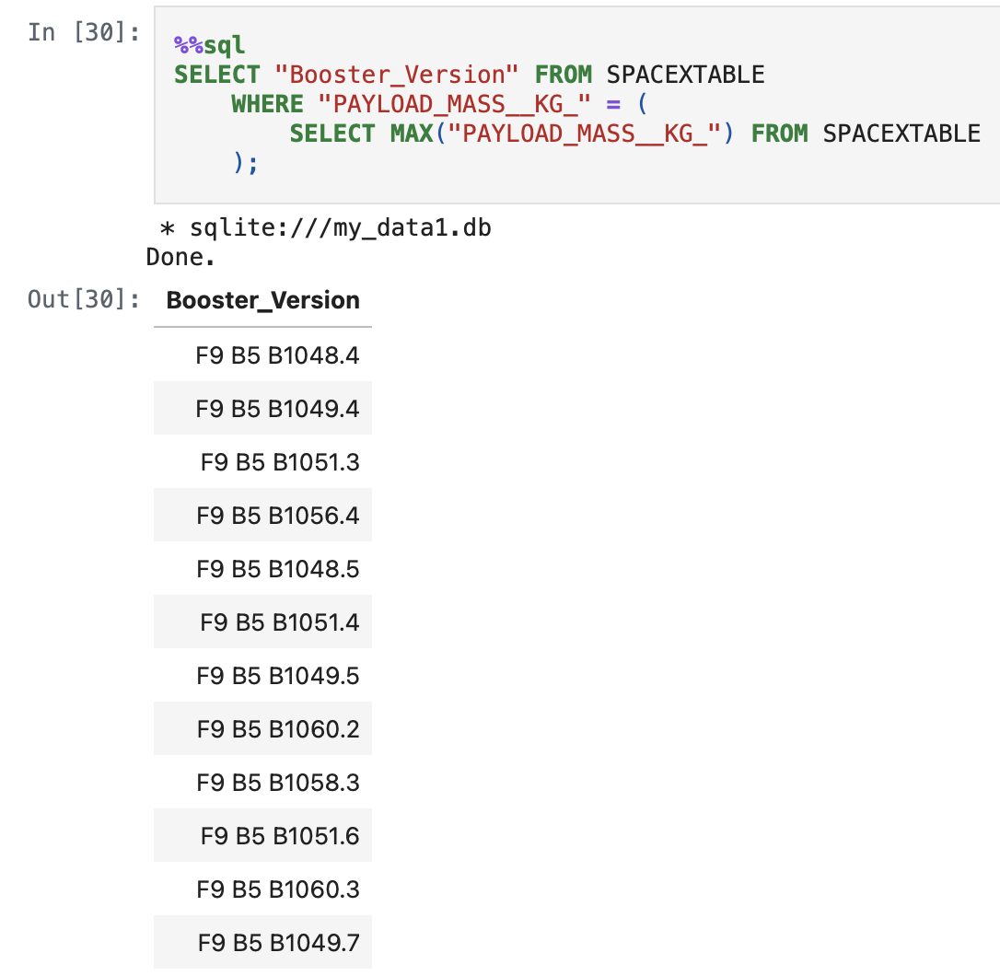 In [30]:
%%sql
SELECT "Booster_Version" FROM SPACEXTABLE
    WHERE "PAYLOAD_MASS__KG_" = (
        SELECT MAX("PAYLOAD_MASS__KG_") FROM SPACEXTABLE
    );
* sqlite:///my_data1.db
Done.
Out[30]:
Booster_Version
F9 B5 B1048.4
F9 B5 B1049.4
F9 B5 B1051.3
F9 B5 B1056.4
F9 B5 B1048.5
F9 B5 B1051.4
F9 B5 B1049.5
F9 B5 B1060.2
F9 B5 B1058.3
F9 B5 B1051.6
F9 B5 B1060.3
F9 B5 B1049.7